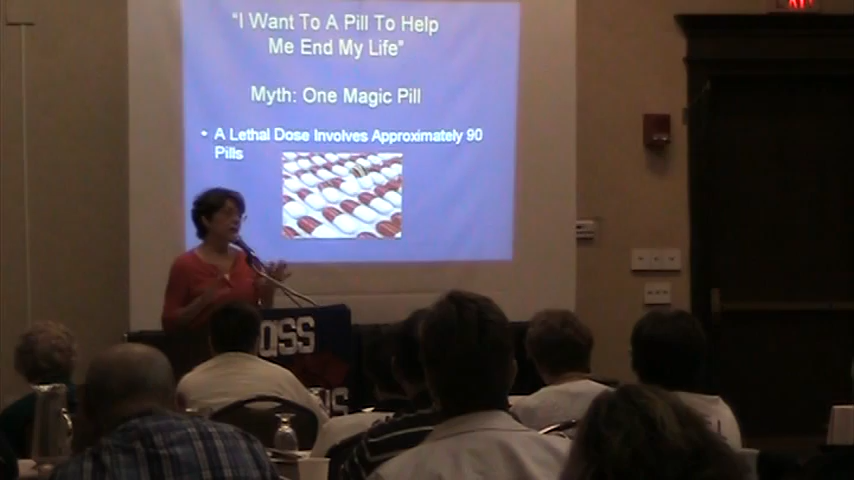 "I Want To A Pill To Help
Me End My Life"
Myth: One Magic Pill
• A Lethal Dose Involves Approximately 90
Pills